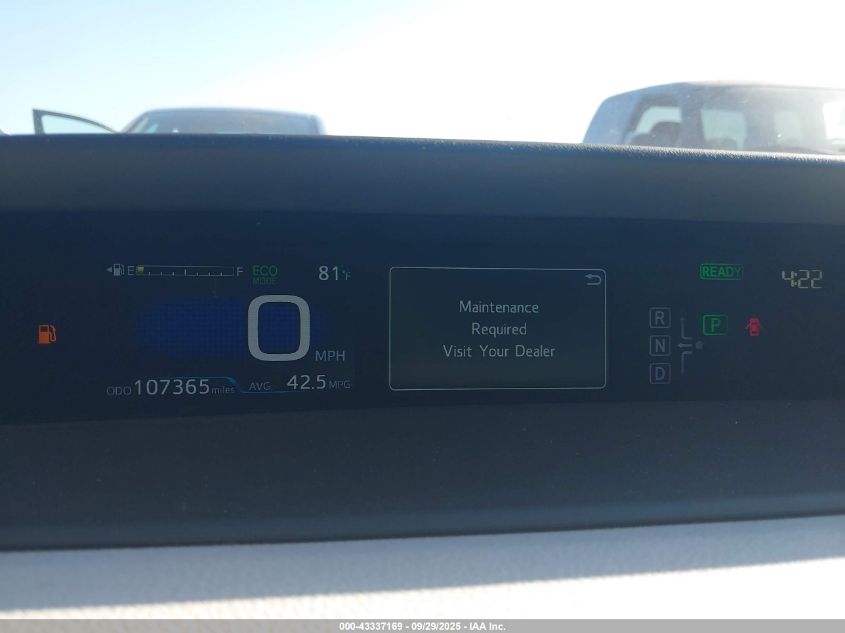 E F ECO MODE 81°F
READY 4:22
0 MPH
ODO 107365 miles AVG. 42.5 MPG
Maintenance
Required
Visit Your Dealer
R
P
N
D
000-43337169 - 09/29/2025 - IAA Inc.